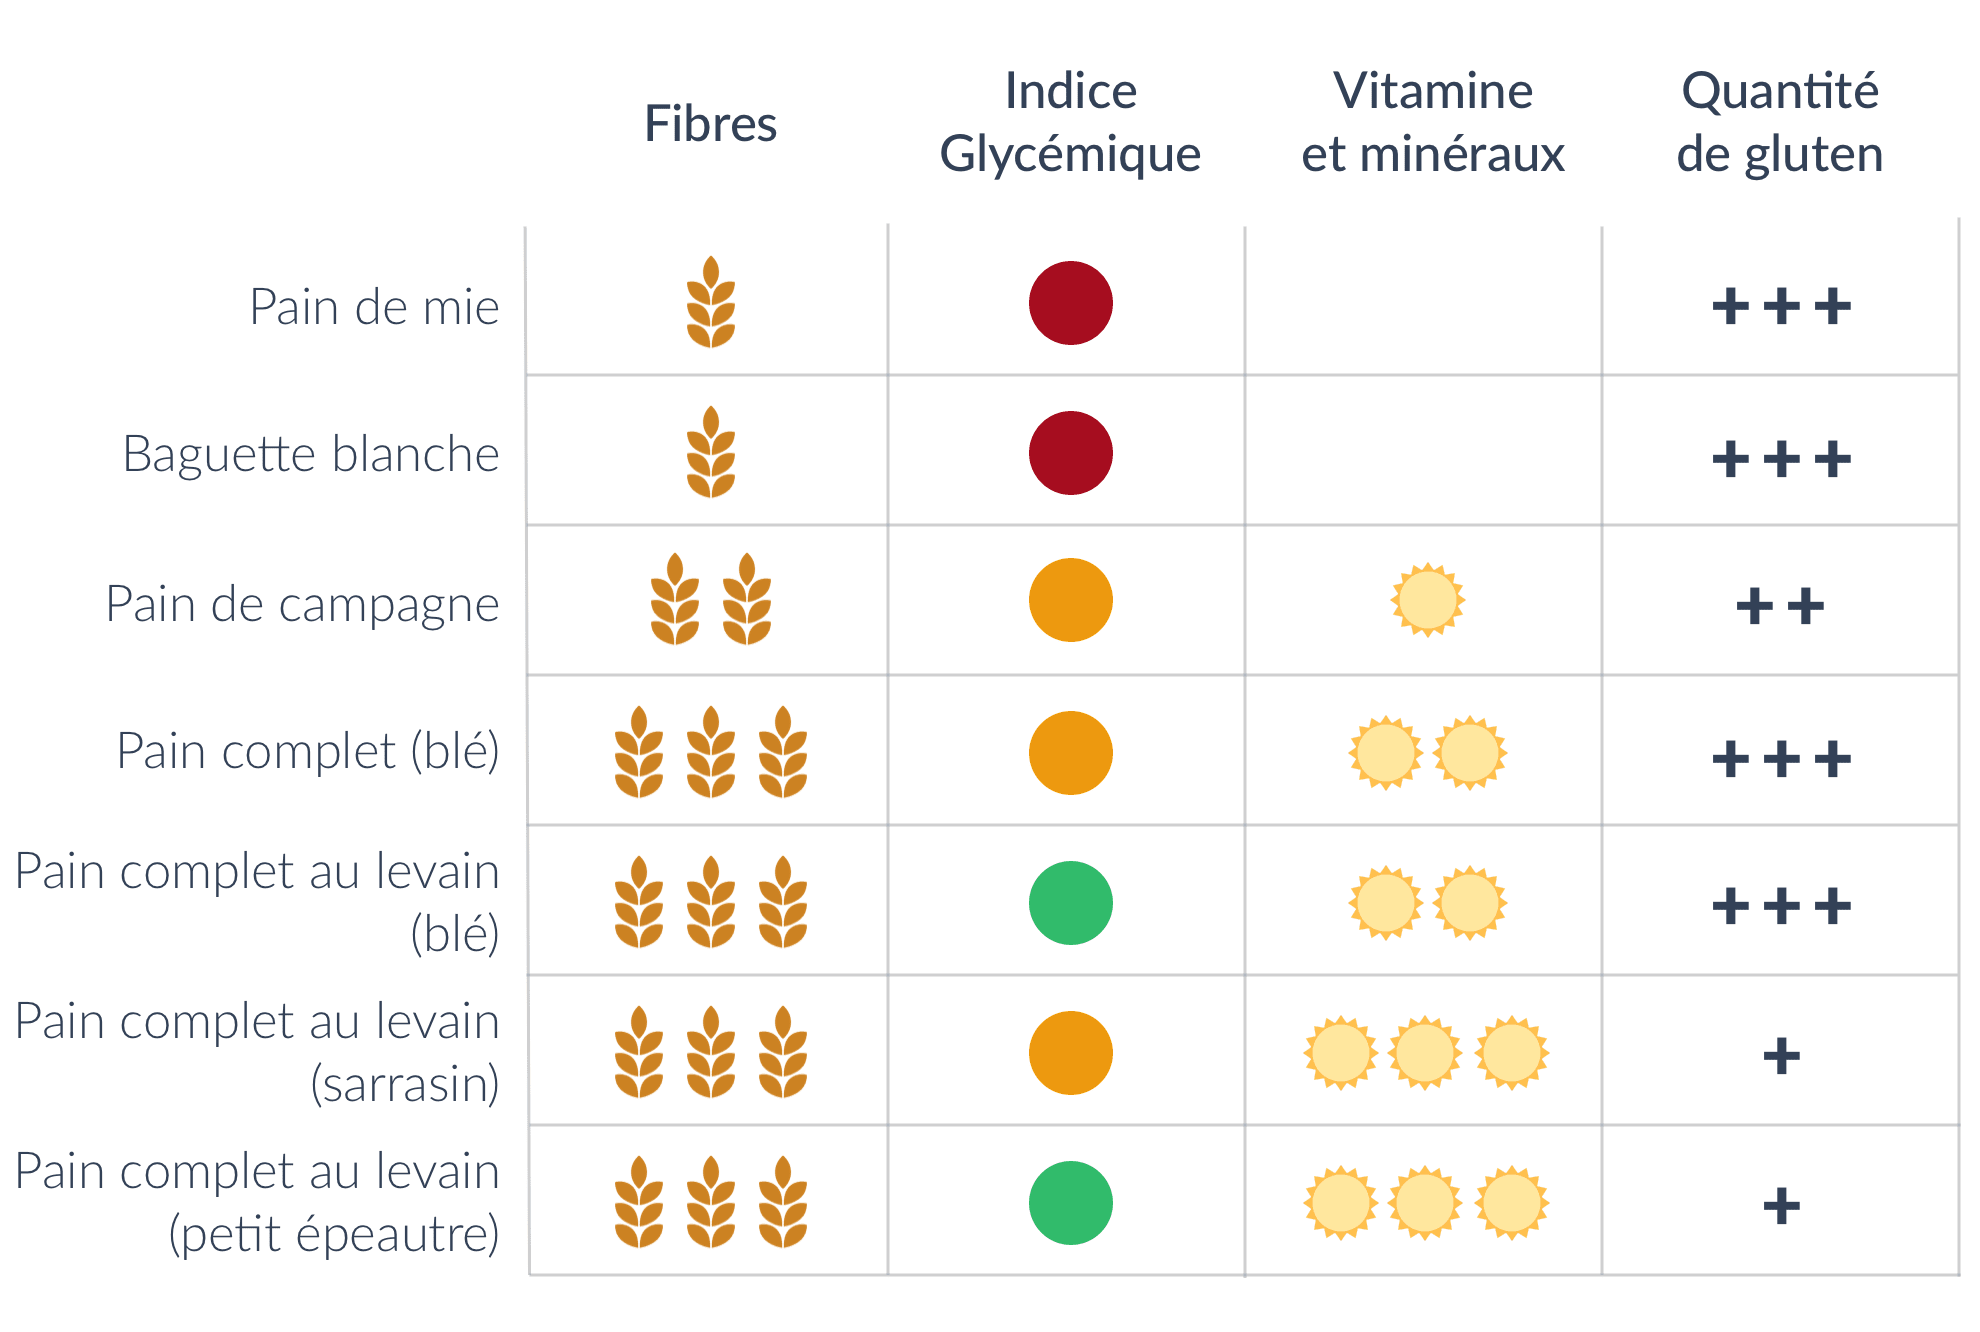 Fibres
Indice
Glycémique
Vitamine
et minéraux
Quantité
de gluten
Pain de mie
+++
Baguette blanche
+++
Pain de campagne
++
Pain complet (blé)
+++
Pain complet au levain
(blé)
+++
Pain complet au levain
(sarrasin)
+
Pain complet au levain
(petit épeautre)
+